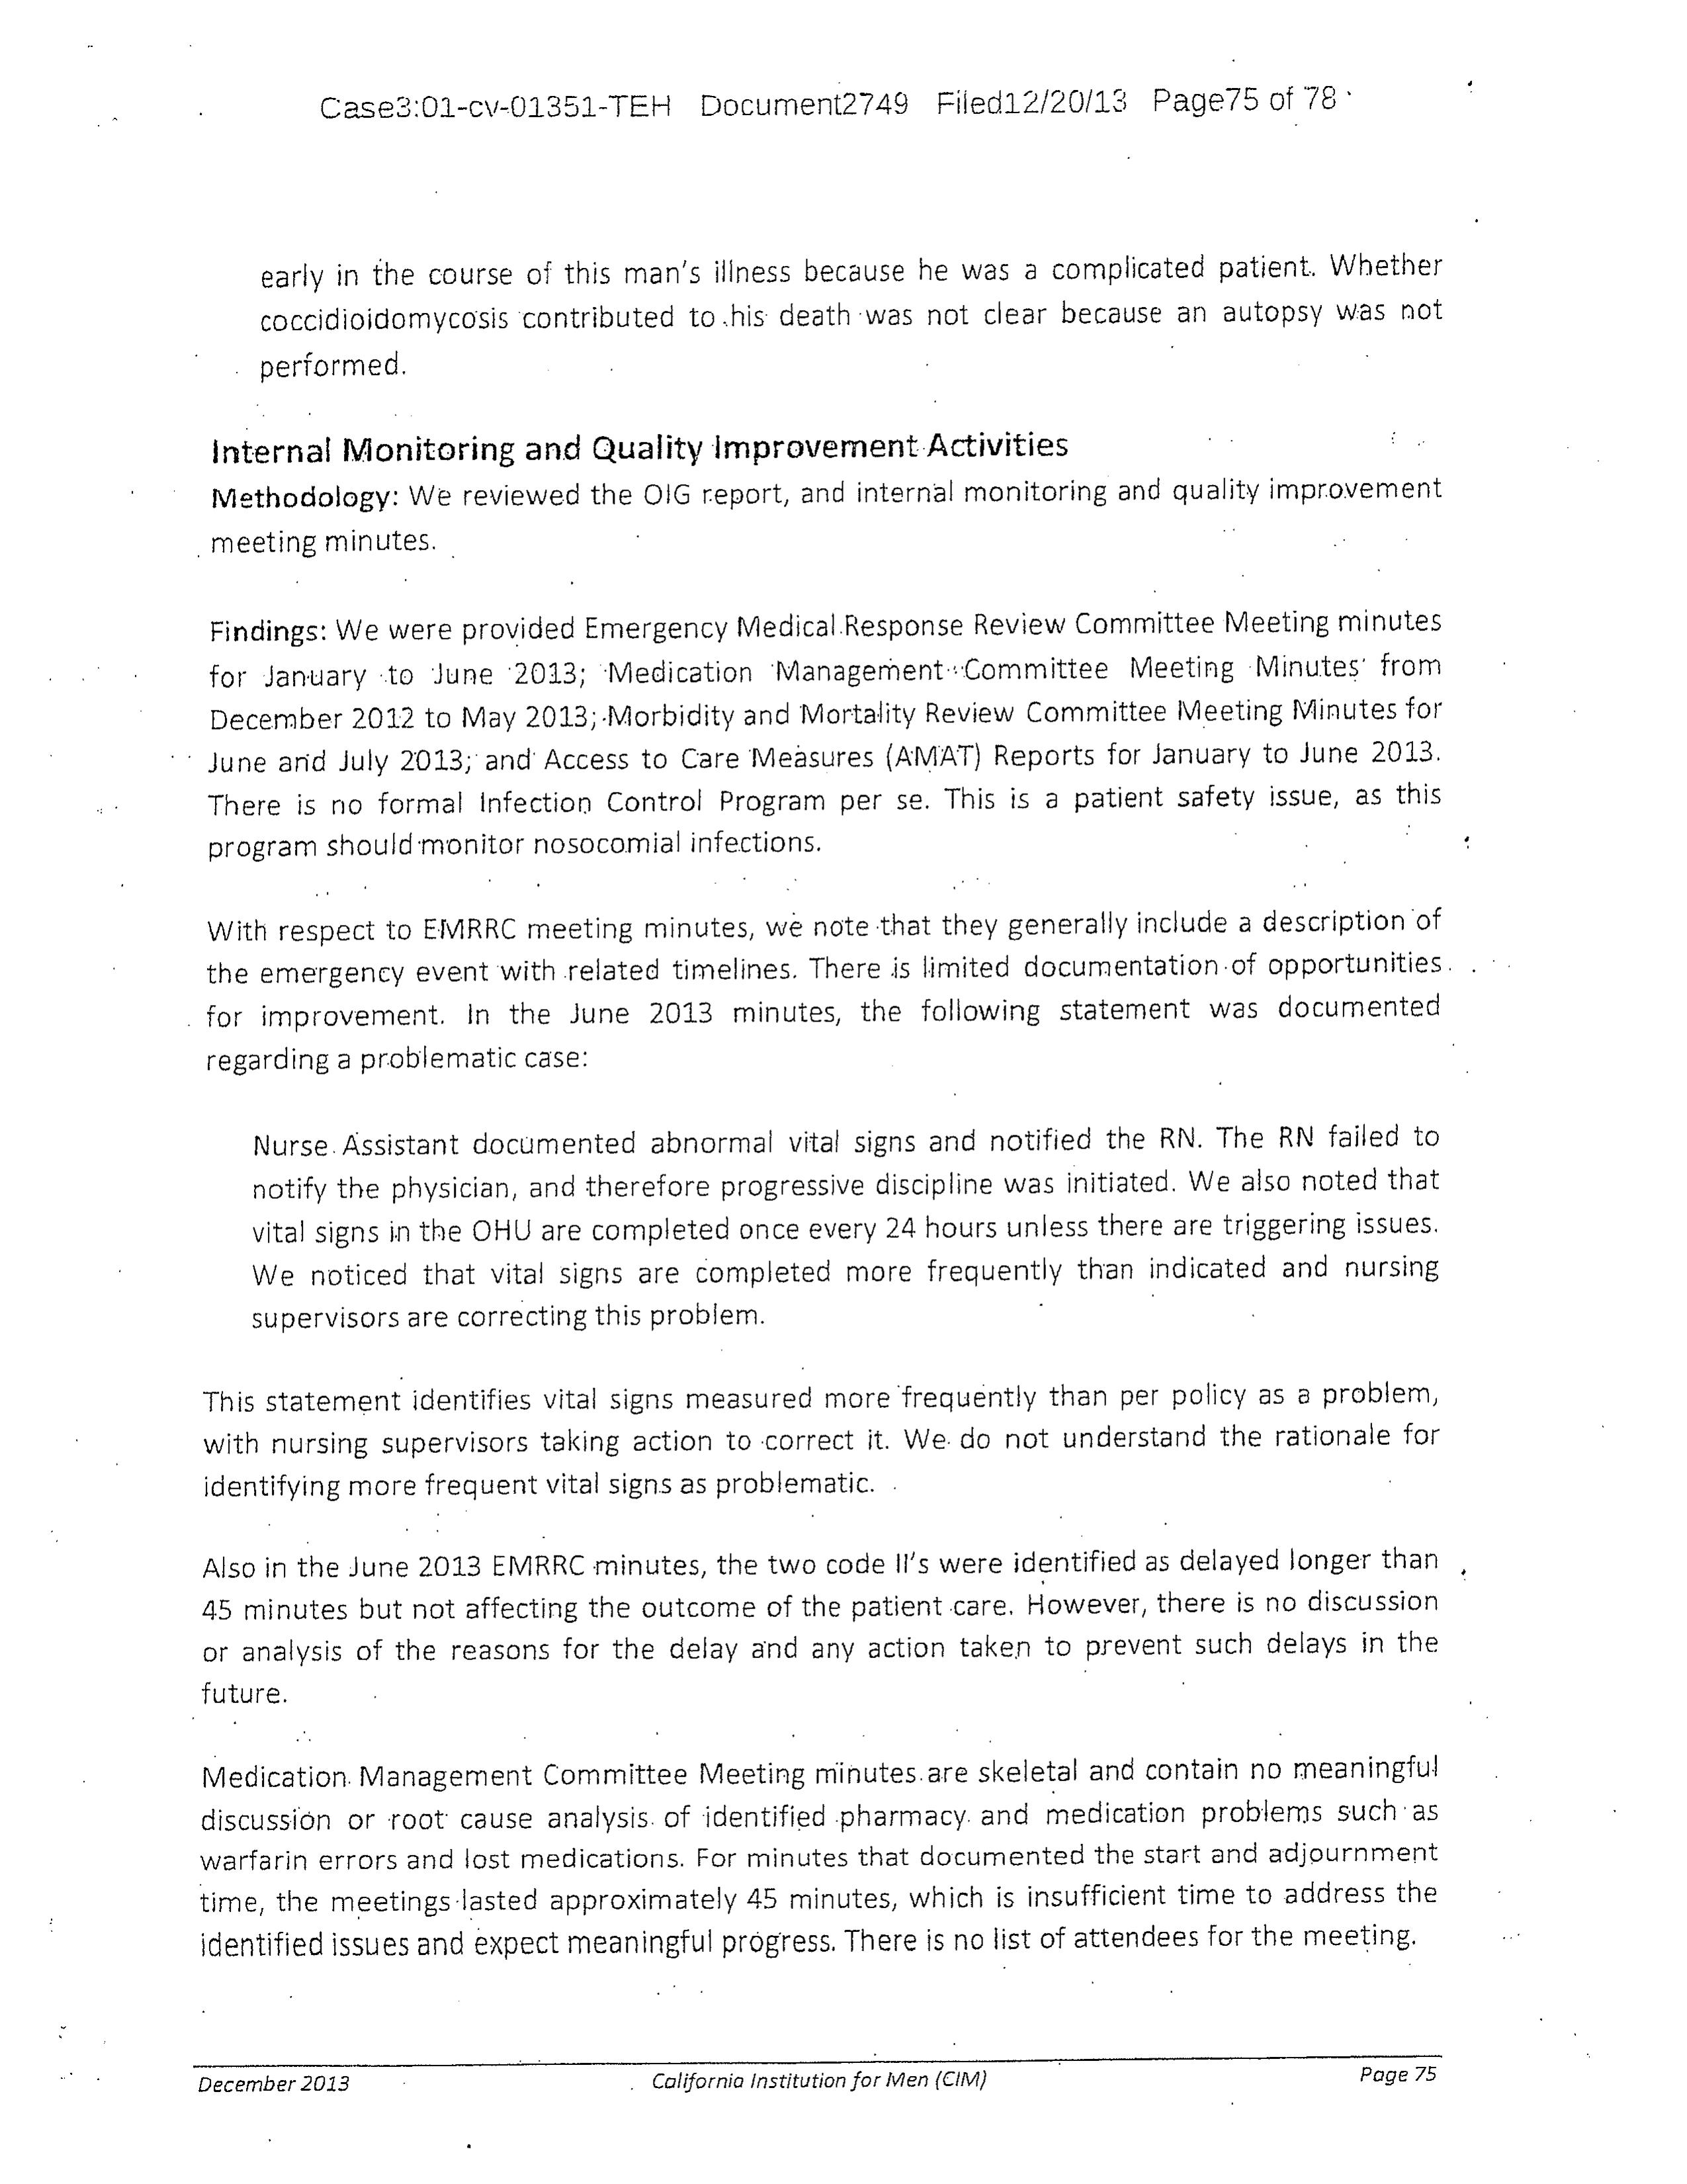 Case3:01-cv-01351-TEH Document2749 Filed12/20/13 Page75 of 78
early in the course of this man's illness because he was a complicated patient. Whether
coccidioidomycosis contributed to his death was not clear because an autopsy was not
performed.
Internal Monitoring and Quality Improvement Activities
Methodology: We reviewed the OIG report, and internal monitoring and quality improvement
meeting minutes.
Findings: We were provided Emergency Medical Response Review Committee Meeting minutes
for January to June 2013; Medication Management Committee Meeting Minutes from
December 2012 to May 2013; Morbidity and Mortality Review Committee Meeting Minutes for
June and July 2013; and Access to Care Measures (AMAT) Reports for January to June 2013.
There is no formal Infection Control Program per se. This is a patient safety issue, as this
program should monitor nosocomial infections.
With respect to EMRRC meeting minutes, we note that they generally include a description of
the emergency event with related timelines. There is limited documentation of opportunities
for improvement. In the June 2013 minutes, the following statement was documented
regarding a problematic case:
Nurse Assistant documented abnormal vital signs and notified the RN. The RN failed to
notify the physician, and therefore progressive discipline was initiated. We also noted that
vital signs in the OHU are completed once every 24 hours unless there are triggering issues.
We noticed that vital signs are completed more frequently than indicated and nursing
supervisors are correcting this problem.
This statement identifies vital signs measured more frequently than per policy as a problem,
with nursing supervisors taking action to correct it. We do not understand the rationale for
identifying more frequent vital signs as problematic.
Also in the June 2013 EMRRC minutes, the two code II's were identified as delayed longer than
45 minutes but not affecting the outcome of the patient care. However, there is no discussion
or analysis of the reasons for the delay and any action taken to prevent such delays in the
future.
Medication Management Committee Meeting minutes are skeletal and contain no meaningful
discussion or root cause analysis of identified pharmacy and medication problems such as
warfarin errors and lost medications. For minutes that documented the start and adjournment
time, the meetings lasted approximately 45 minutes, which is insufficient time to address the
identified issues and expect meaningful progress. There is no list of attendees for the meeting.
December 2013 California Institution for Men (CIM) Page 75